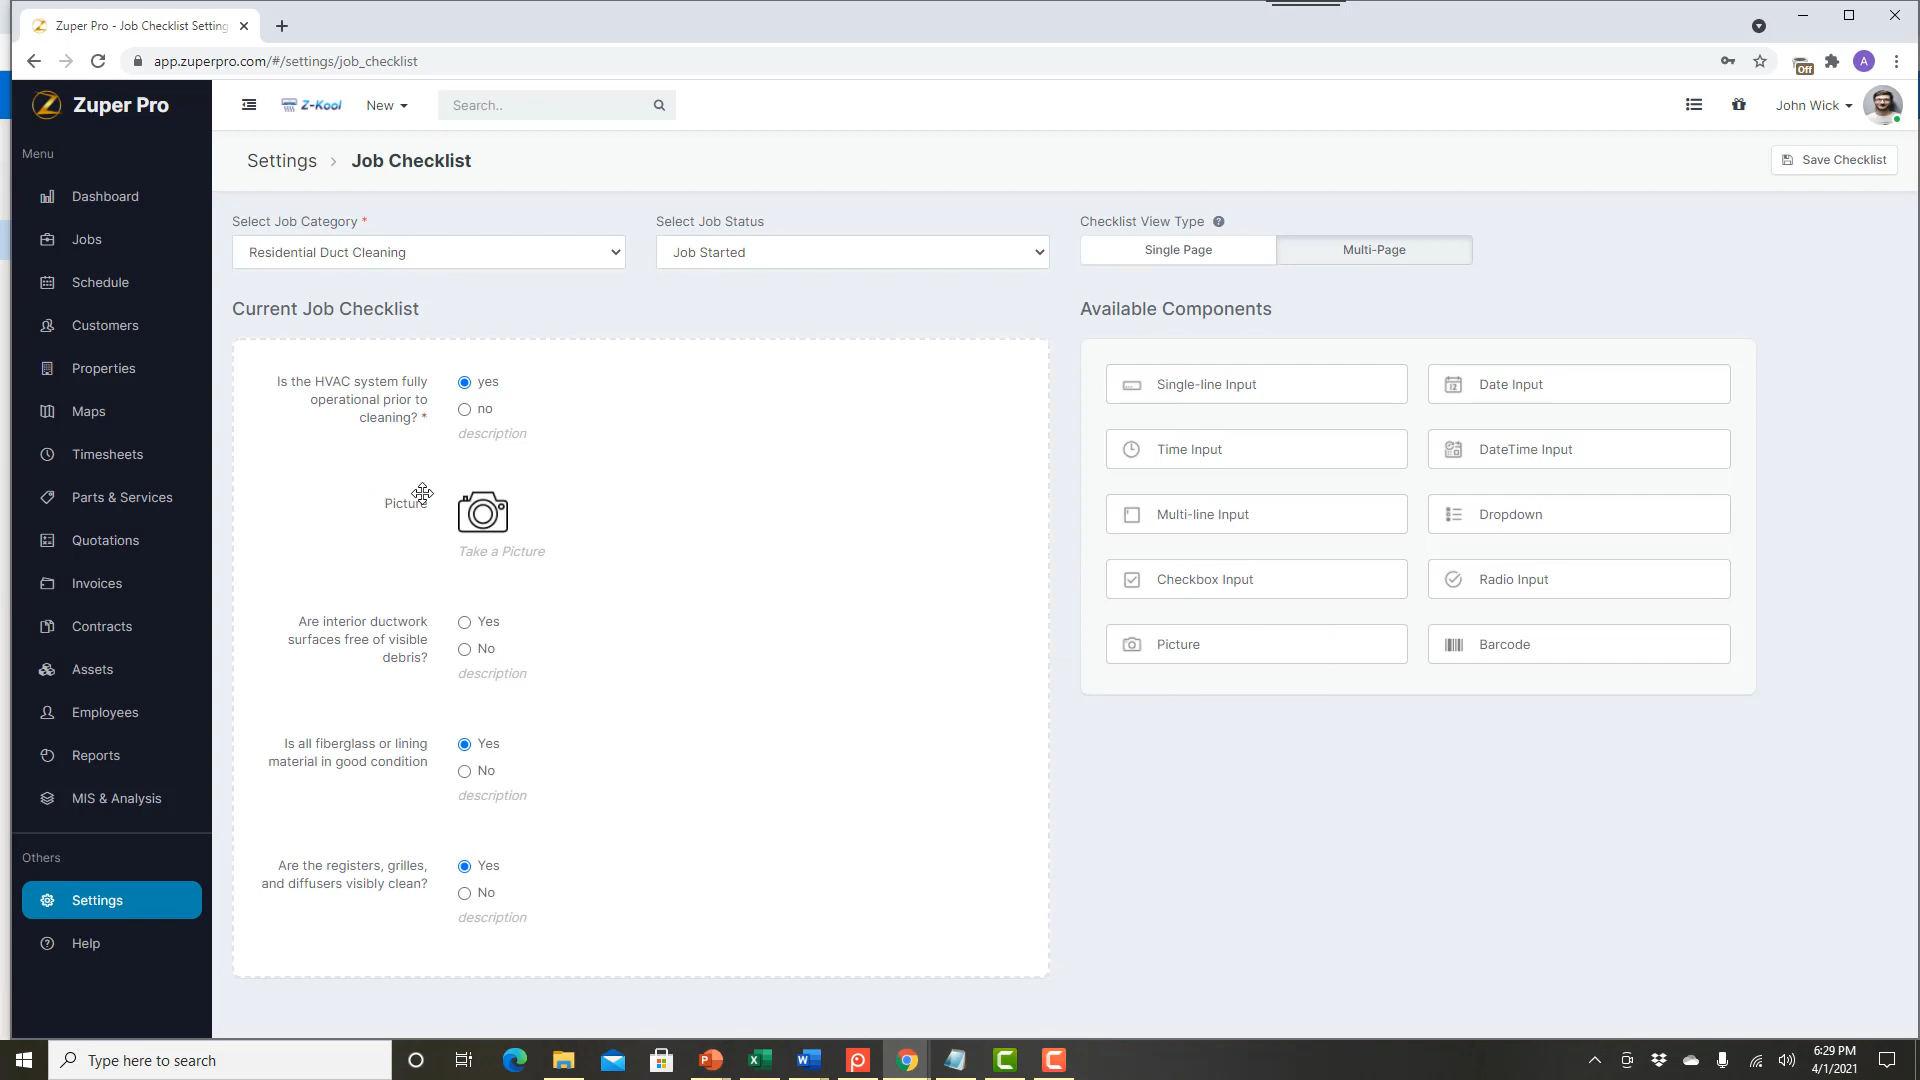 Zuper Pro - Job Checklist Setting
app.zuperpro.com/#/settings/job_checklist
Off
A
Zuper Pro
Z-Kool
New
Search..
John Wick
Menu
Dashboard
Jobs
Schedule
Customers
Properties
Maps
Timesheets
Parts & Services
Quotations
Invoices
Contracts
Assets
Employees
Reports
MIS & Analysis
Others
Settings
Help
Settings › Job Checklist
Save Checklist
Select Job Category *
Residential Duct Cleaning
Select Job Status
Job Started
Checklist View Type
Single Page
Multi-Page
Current Job Checklist
Is the HVAC system fully
operational prior to
cleaning? *
yes
no
description
Picture
Take a Picture
Are interior ductwork
surfaces free of visible
debris?
Yes
No
description
Is all fiberglass or lining
material in good condition
Yes
No
description
Are the registers, grilles,
and diffusers visibly clean?
Yes
No
description
Available Components
Single-line Input
Date Input
Time Input
DateTime Input
Multi-line Input
Dropdown
Checkbox Input
Radio Input
Picture
Barcode
Type here to search
6:29 PM
4/1/2021